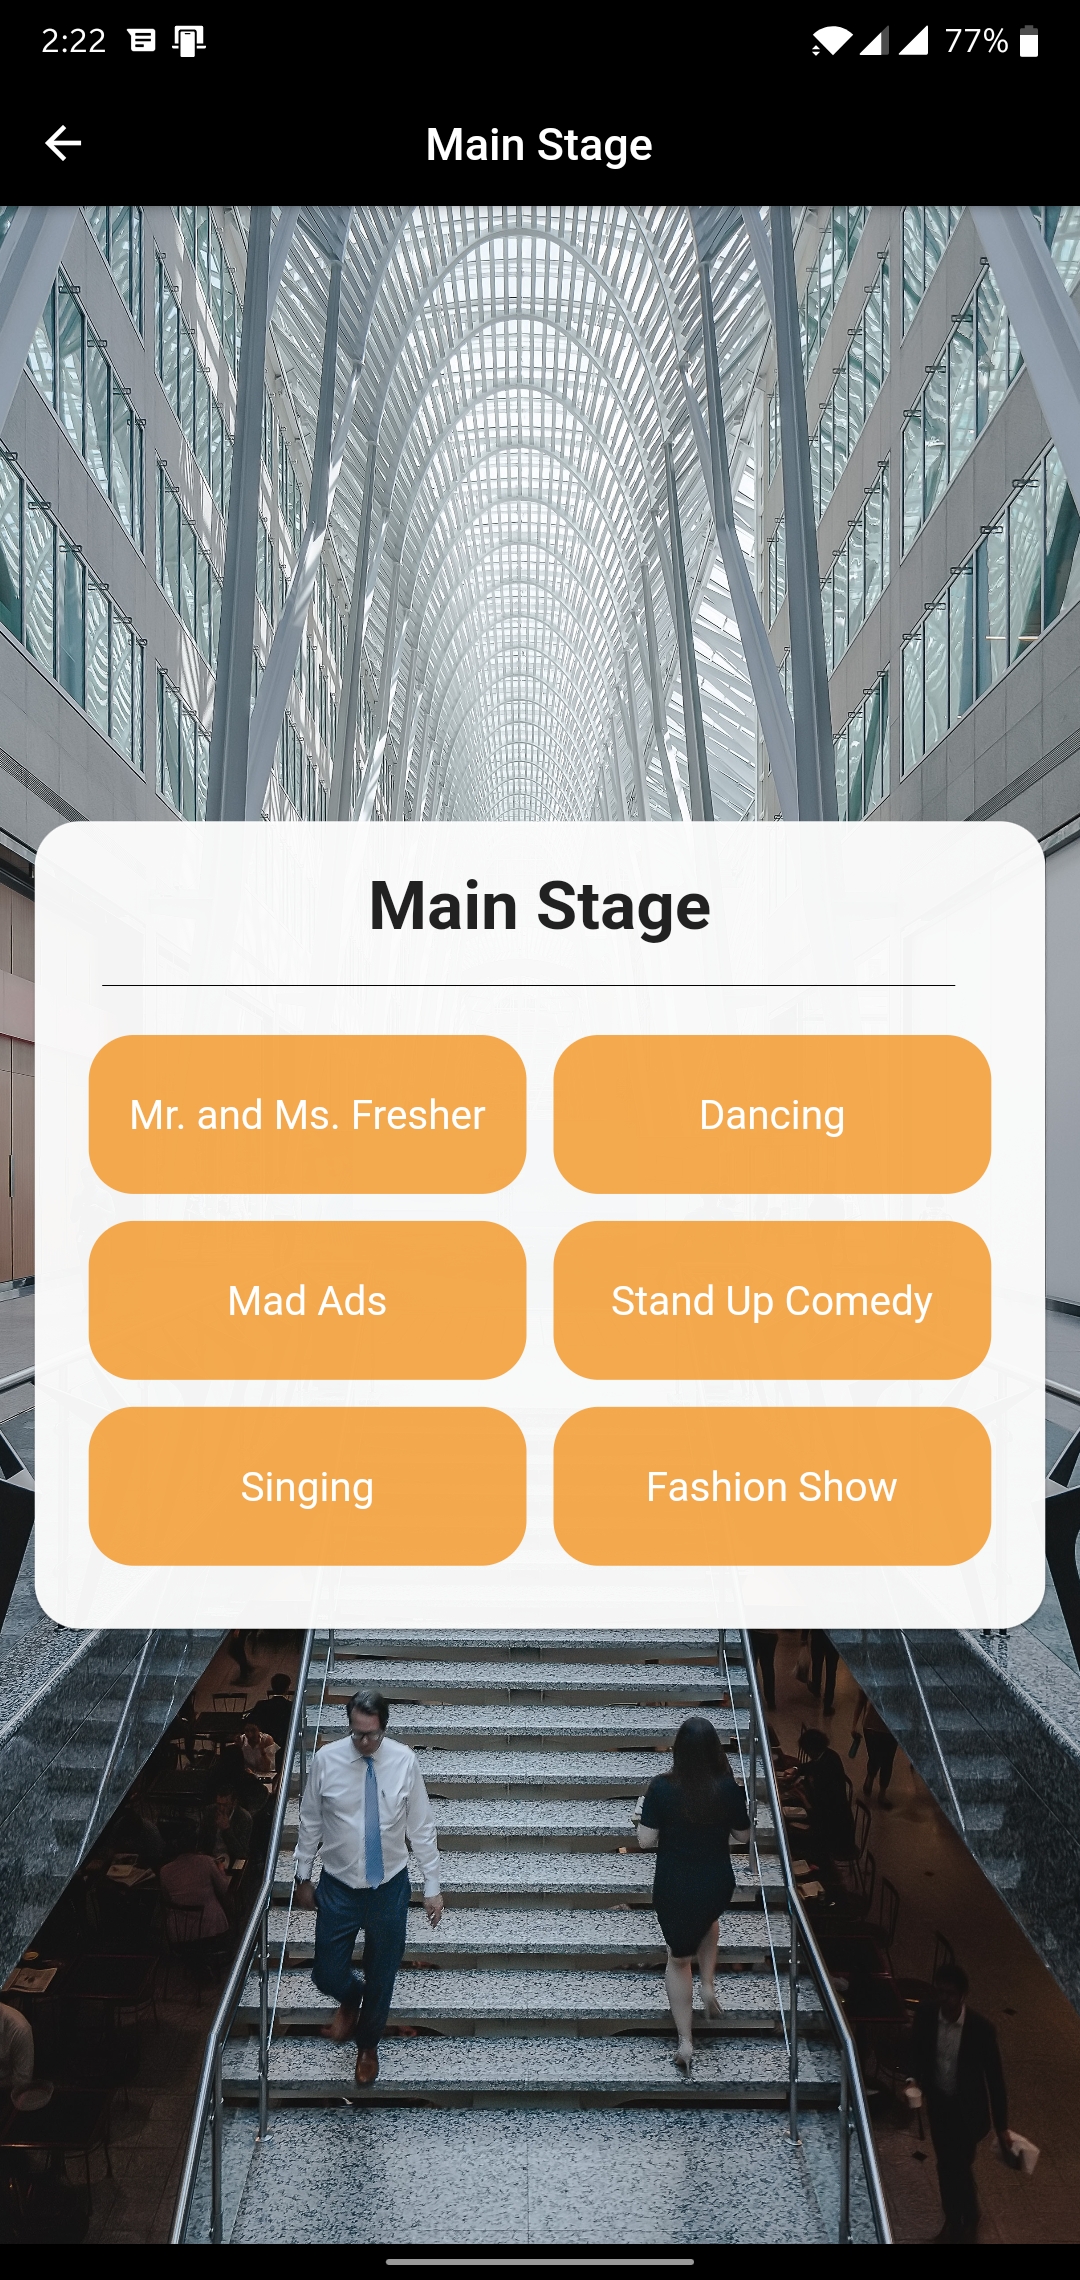 2:22 77%
Main Stage
Main Stage
Mr. and Ms. Fresher Dancing
Mad Ads Stand Up Comedy
Singing Fashion Show